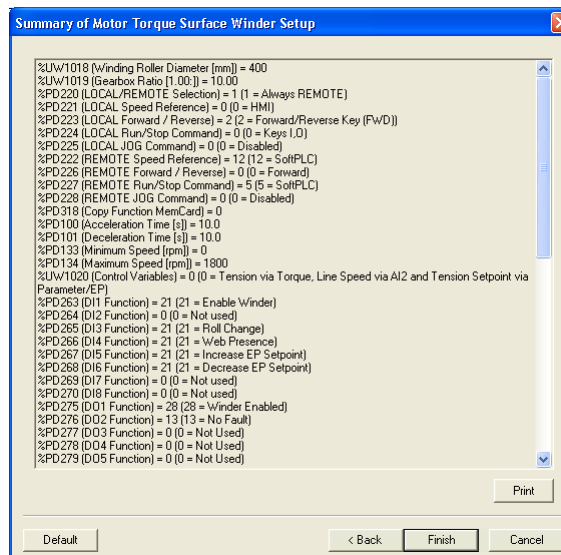 Summary of Motor Torque Surface Winder Setup
%UW1018 (Winding Roller Diameter [mm]) = 400
%UW1019 (Gearbox Ratio [1.00:]) = 10.00
%PD220 (LOCAL/REMOTE Selection) = 1 (1 = Always REMOTE)
%PD221 (LOCAL Speed Reference) = 0 (0 = HMI)
%PD223 (LOCAL Forward / Reverse) = 2 (2 = Forward/Reverse Key (FWD))
%PD224 (LOCAL Run/Stop Command) = 0 (0 = Keys I,O)
%PD225 (LOCAL JOG Command) = 0 (0 = Disabled)
%PD222 (REMOTE Speed Reference) = 12 (12 = SoftPLC)
%PD226 (REMOTE Forward / Reverse) = 0 (0 = Forward)
%PD227 (REMOTE Run/Stop Command) = 5 (5 = SoftPLC)
%PD228 (REMOTE JOG Command) = 0 (0 = Disabled)
%PD318 (Copy Function MemCard) = 0
%PD100 (Acceleration Time [s]) = 10.0
%PD101 (Deceleration Time [s]) = 10.0
%PD133 (Minimum Speed [rpm]) = 0
%PD134 (Maximum Speed [rpm]) = 1800
%UW1020 (Control Variables) = 0 (0 = Tension via Torque, Line Speed via AI2 and Tension Setpoint via
Parameter/EP)
%PD263 (DI1 Function) = 21 (21 = Enable Winder)
%PD264 (DI2 Function) = 0 (0 = Not used)
%PD265 (DI3 Function) = 21 (21 = Roll Change)
%PD266 (DI4 Function) = 21 (21 = Web Presence)
%PD267 (DI5 Function) = 21 (21 = Increase EP Setpoint)
%PD268 (DI6 Function) = 21 (21 = Decrease EP Setpoint)
%PD269 (DI7 Function) = 0 (0 = Not used)
%PD270 (DI8 Function) = 0 (0 = Not used)
%PD275 (DO1 Function) = 28 (28 = Winder Enabled)
%PD276 (DO2 Function) = 13 (13 = No Fault)
%PD277 (DO3 Function) = 0 (0 = Not Used)
%PD278 (DO4 Function) = 0 (0 = Not Used)
%PD279 (DO5 Function) = 0 (0 = Not Used)
Print
Default
< Back
Finish
Cancel